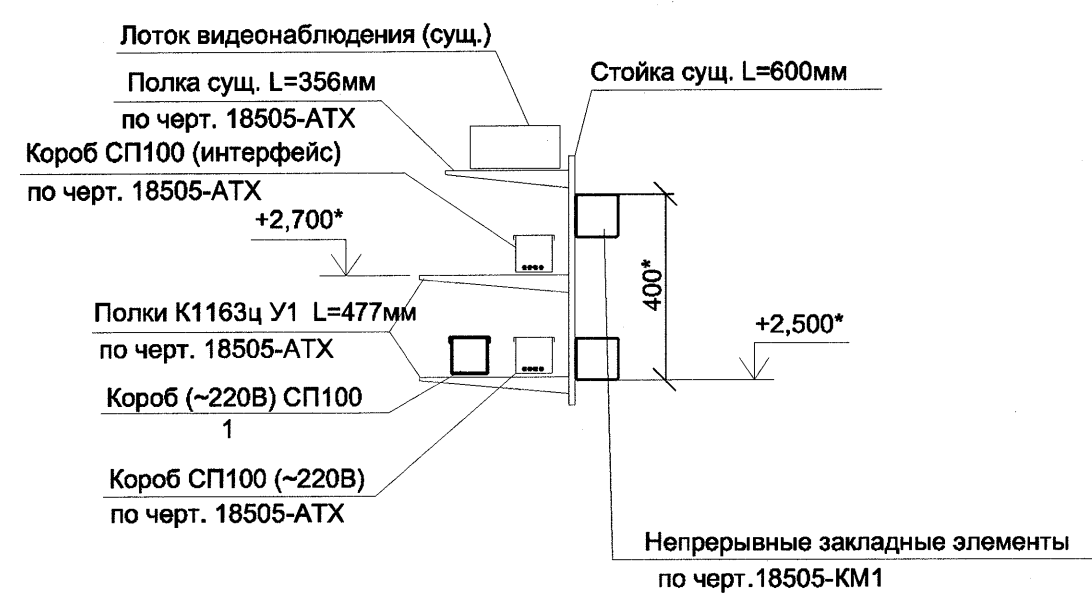 Лоток видеонаблюдения (сущ.)
Полка сущ. L=356мм
по черт. 18505-АТХ
Стойка сущ. L=600мм
Короб СП100 (интерфейс)
по черт. 18505-АТХ
+2,700*
400*
Полки К1163ц У1 L=477мм
по черт. 18505-АТХ
+2,500*
Короб (~220В) СП100
1
Короб СП100 (~220В)
по черт. 18505-АТХ
Непрерывные закладные элементы
по черт.18505-КМ1